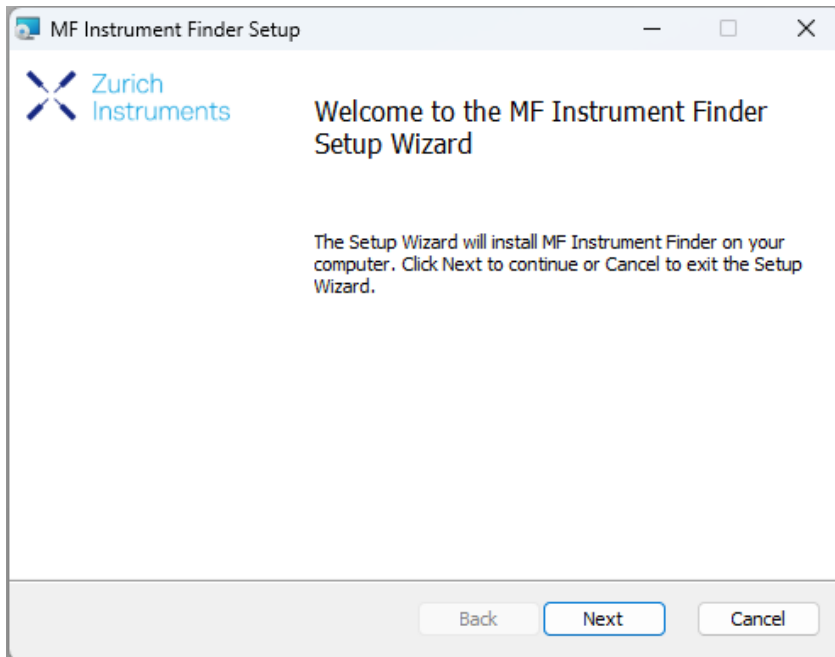 MF Instrument Finder Setup
Zurich
Instruments
Welcome to the MF Instrument Finder
Setup Wizard
The Setup Wizard will install MF Instrument Finder on your
computer. Click Next to continue or Cancel to exit the Setup
Wizard.
Back Next Cancel